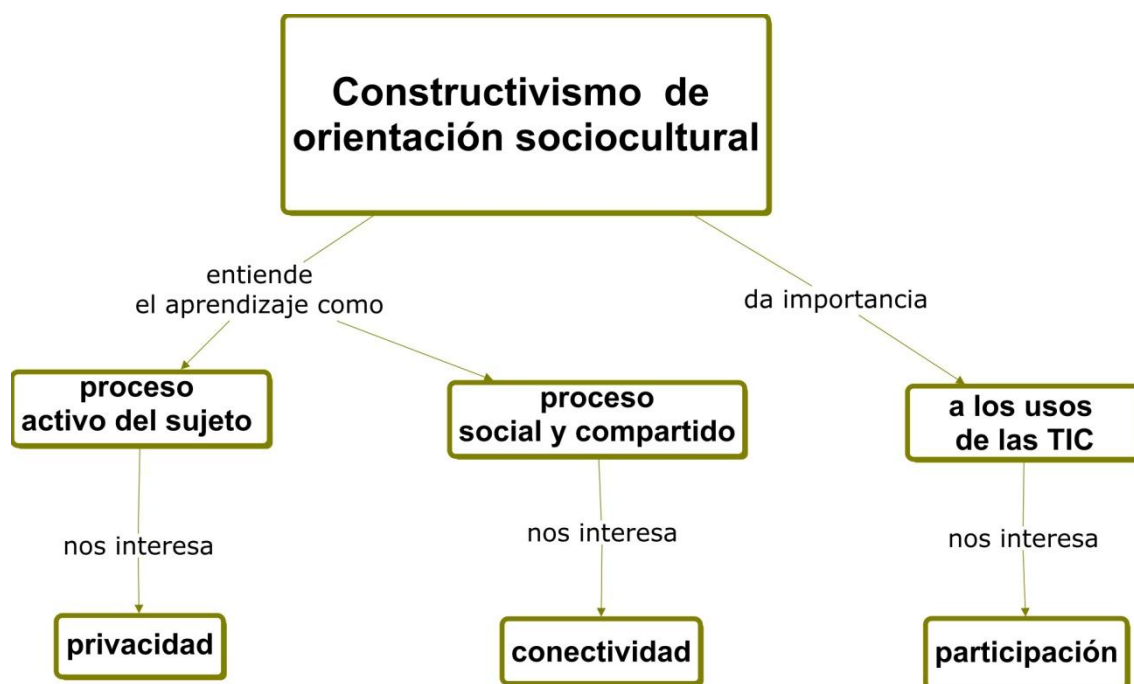 Constructivismo de
orientación sociocultural
entiende
el aprendizaje como
da importancia
proceso
activo del sujeto
proceso
social y compartido
a los usos
de las TIC
nos interesa
nos interesa
nos interesa
privacidad
conectividad
participación